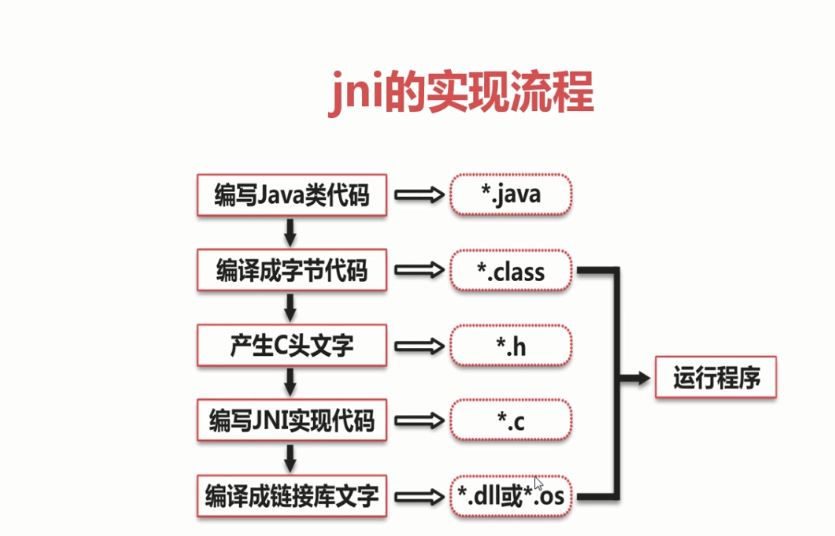 jni的实现流程
编写Java类代码
*.java
编译成字节代码
*.class
产生C头文字
*.h
运行程序
编写JNI实现代码
*.c
编译成链接库文字
*.dll或*.os